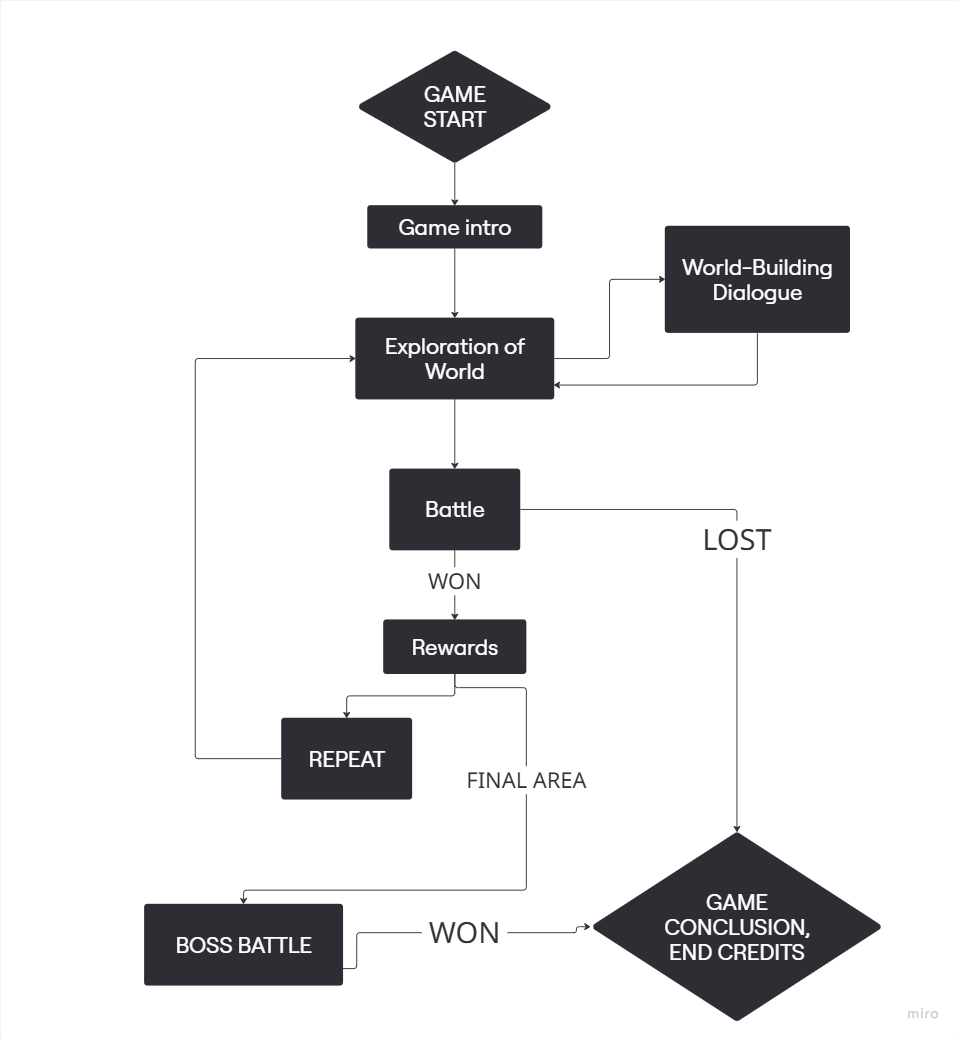 GAME
START
Game intro
World-Building
Dialogue
Exploration of
World
Battle
LOST
WON
Rewards
REPEAT
FINAL AREA
GAME
CONCLUSION,
END CREDITS
BOSS BATTLE
WON
miro